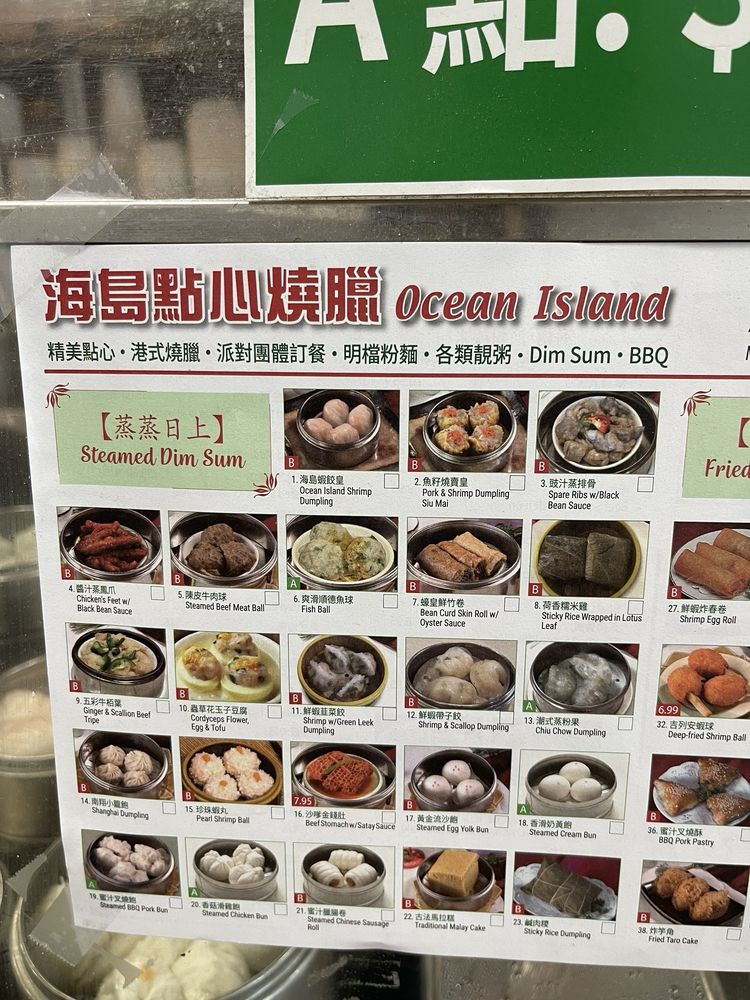 A 點: $
海島點心燒臘 Ocean Island
精美點心・港式燒臘・派對團體訂餐・明檔粉麵・各類靚粥・Dim Sum・BBQ
【蒸蒸日上】
Steamed Dim Sum
B
1. 海島蝦餃皇
Ocean Island Shrimp
Dumpling
B
2. 魚籽燒賣皇
Pork & Shrimp Dumpling
Siu Mai
B
3. 豉汁蒸排骨
Spare Ribs w/Black
Bean Sauce
Fried
B
4. 醬汁蒸鳳爪
Chicken's Feet w/
Black Bean Sauce
B
5. 陳皮牛肉球
Steamed Beef Meat Ball
A
6. 爽滑順德魚球
Fish Ball
B
7. 蠔皇鮮竹卷
Bean Curd Skin Roll w/
Oyster Sauce
B
8. 荷香糯米雞
Sticky Rice Wrapped in Lotus
Leaf
B
27. 鮮蝦炸春卷
Shrimp Egg Roll
B
9. 五彩牛栢葉
Ginger & Scallion Beef
Tripe
B
10. 蟲草花玉子豆腐
Cordyceps Flower,
Egg & Tofu
B
11. 鮮蝦韮菜餃
Shrimp w/Green Leek
Dumpling
B
12. 鮮蝦帶子餃
Shrimp & Scallop Dumpling
A
13. 潮式蒸粉果
Chiu Chow Dumpling
6.99
32. 吉列安蝦球
Deep-fried Shrimp Ball
B
14. 南翔小籠飽
Shanghai Dumpling
B
15. 珍珠蝦丸
Pearl Shrimp Ball
7.95
16. 沙嗲金錢肚
Beef Stomach w/Satay Sauce
B
17. 黃金流沙飽
Steamed Egg Yolk Bun
A
18. 香滑奶黃飽
Steamed Cream Bun
B
36. 蜜汁叉燒酥
BBQ Pork Pastry
A
19. 蜜汁叉燒飽
Steamed BBQ Pork Bun
A
20. 香菇滑雞飽
Steamed Chicken Bun
B
21. 蜜汁臘腸卷
Steamed Chinese Sausage
Roll
B
22. 古法馬拉糕
Traditional Malay Cake
B
23. 鹹肉糉
Sticky Rice Dumpling
B
38. 炸芋角
Fried Taro Cake